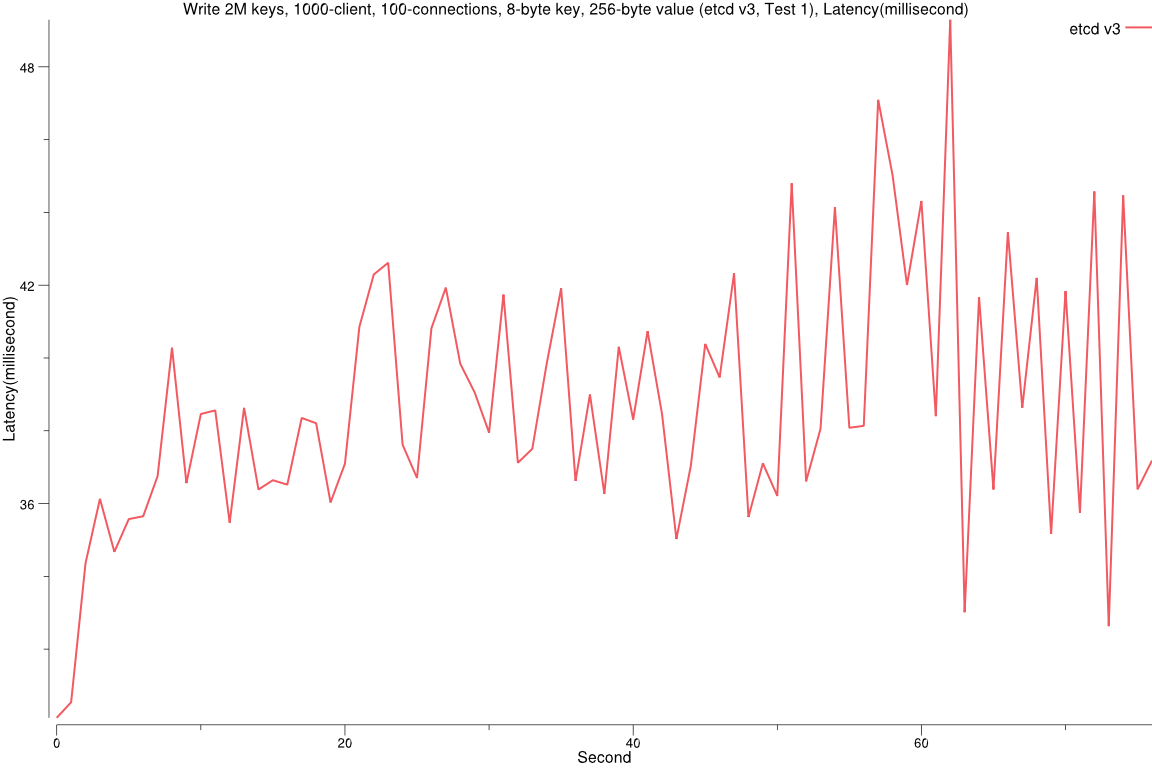 Write 2M keys, 1000-client, 100-connections, 8-byte key, 256-byte value (etcd v3, Test 1), Latency(millisecond)
etcd v3
48
42
36
Latency(millisecond)
0
20
40
60
Second